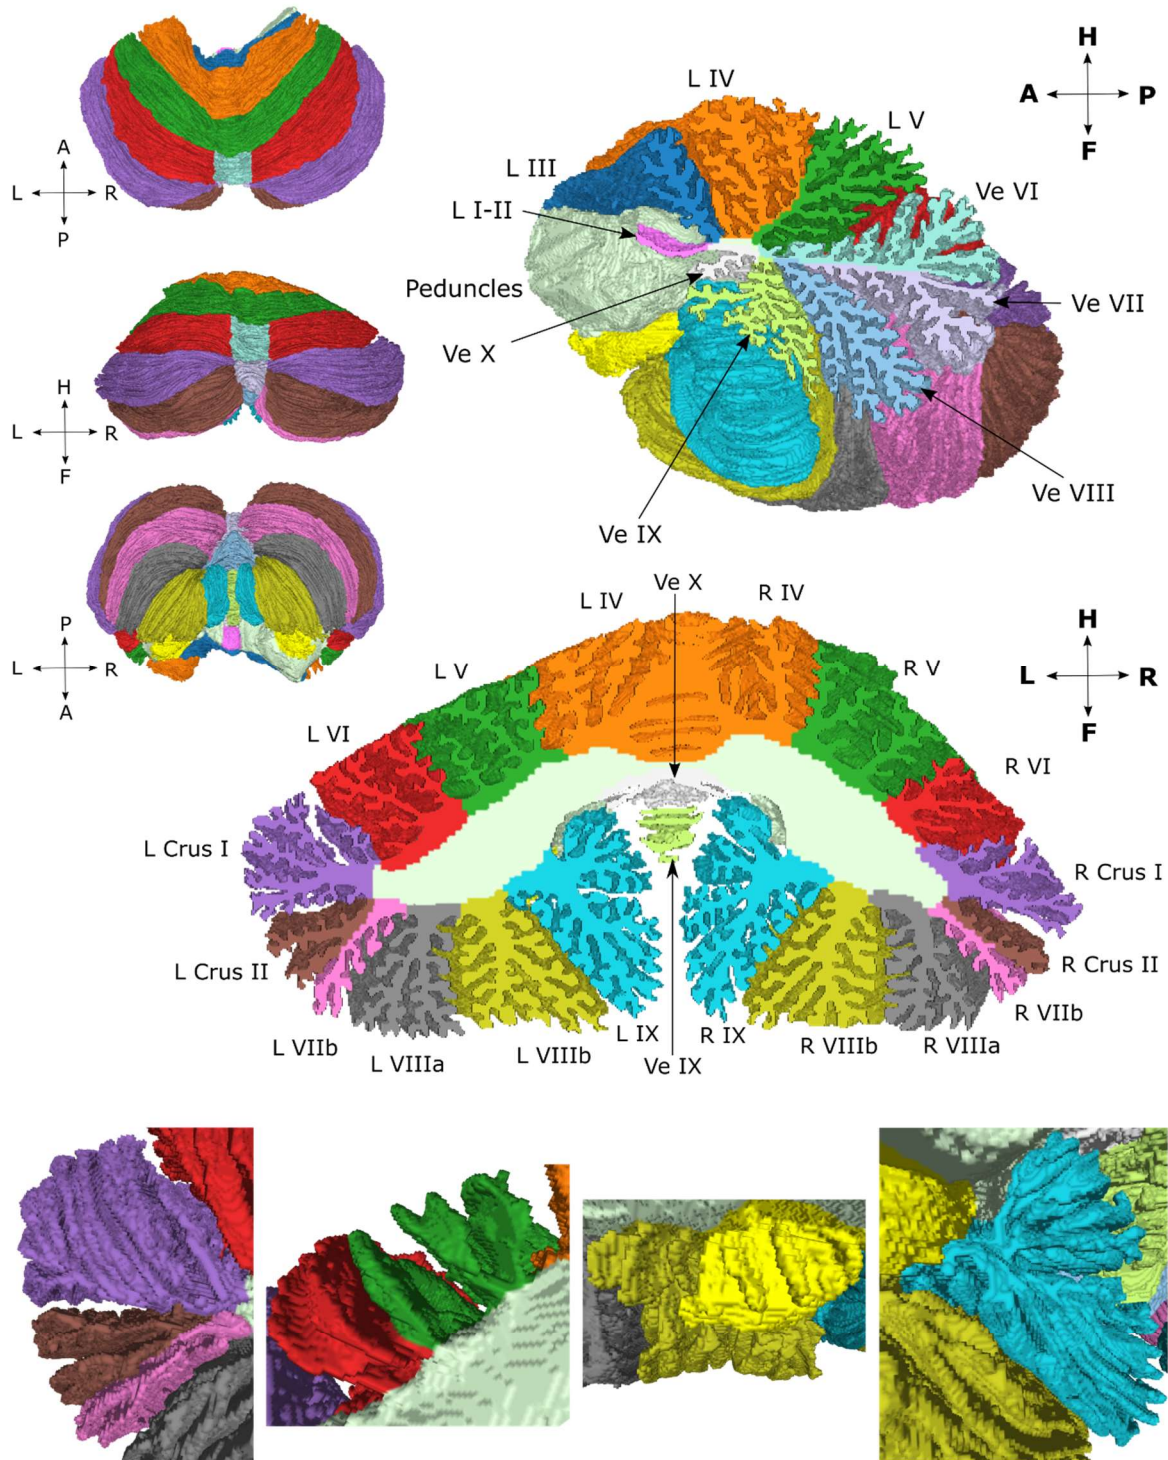 A
L R
P
H
L R
F
P
L R
A
L IV
H
A P
F
L V
L III
Ve VI
L I-II
Peduncles
Ve VII
Ve X
Ve VIII
Ve IX
Ve X
L IV R IV
H
L R
F
L V R V
L VI R VI
L Crus I R Crus I
L Crus II R Crus II
L VIIb R VIIb
L VIIIa L VIIIb L IX R IX R VIIIb R VIIIa
Ve IX